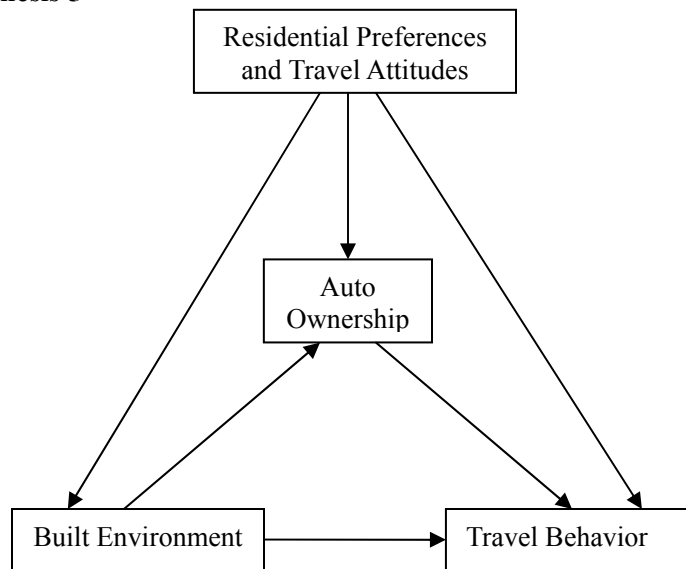 Residential Preferences
and Travel Attitudes
Auto
Ownership
Built Environment
Travel Behavior